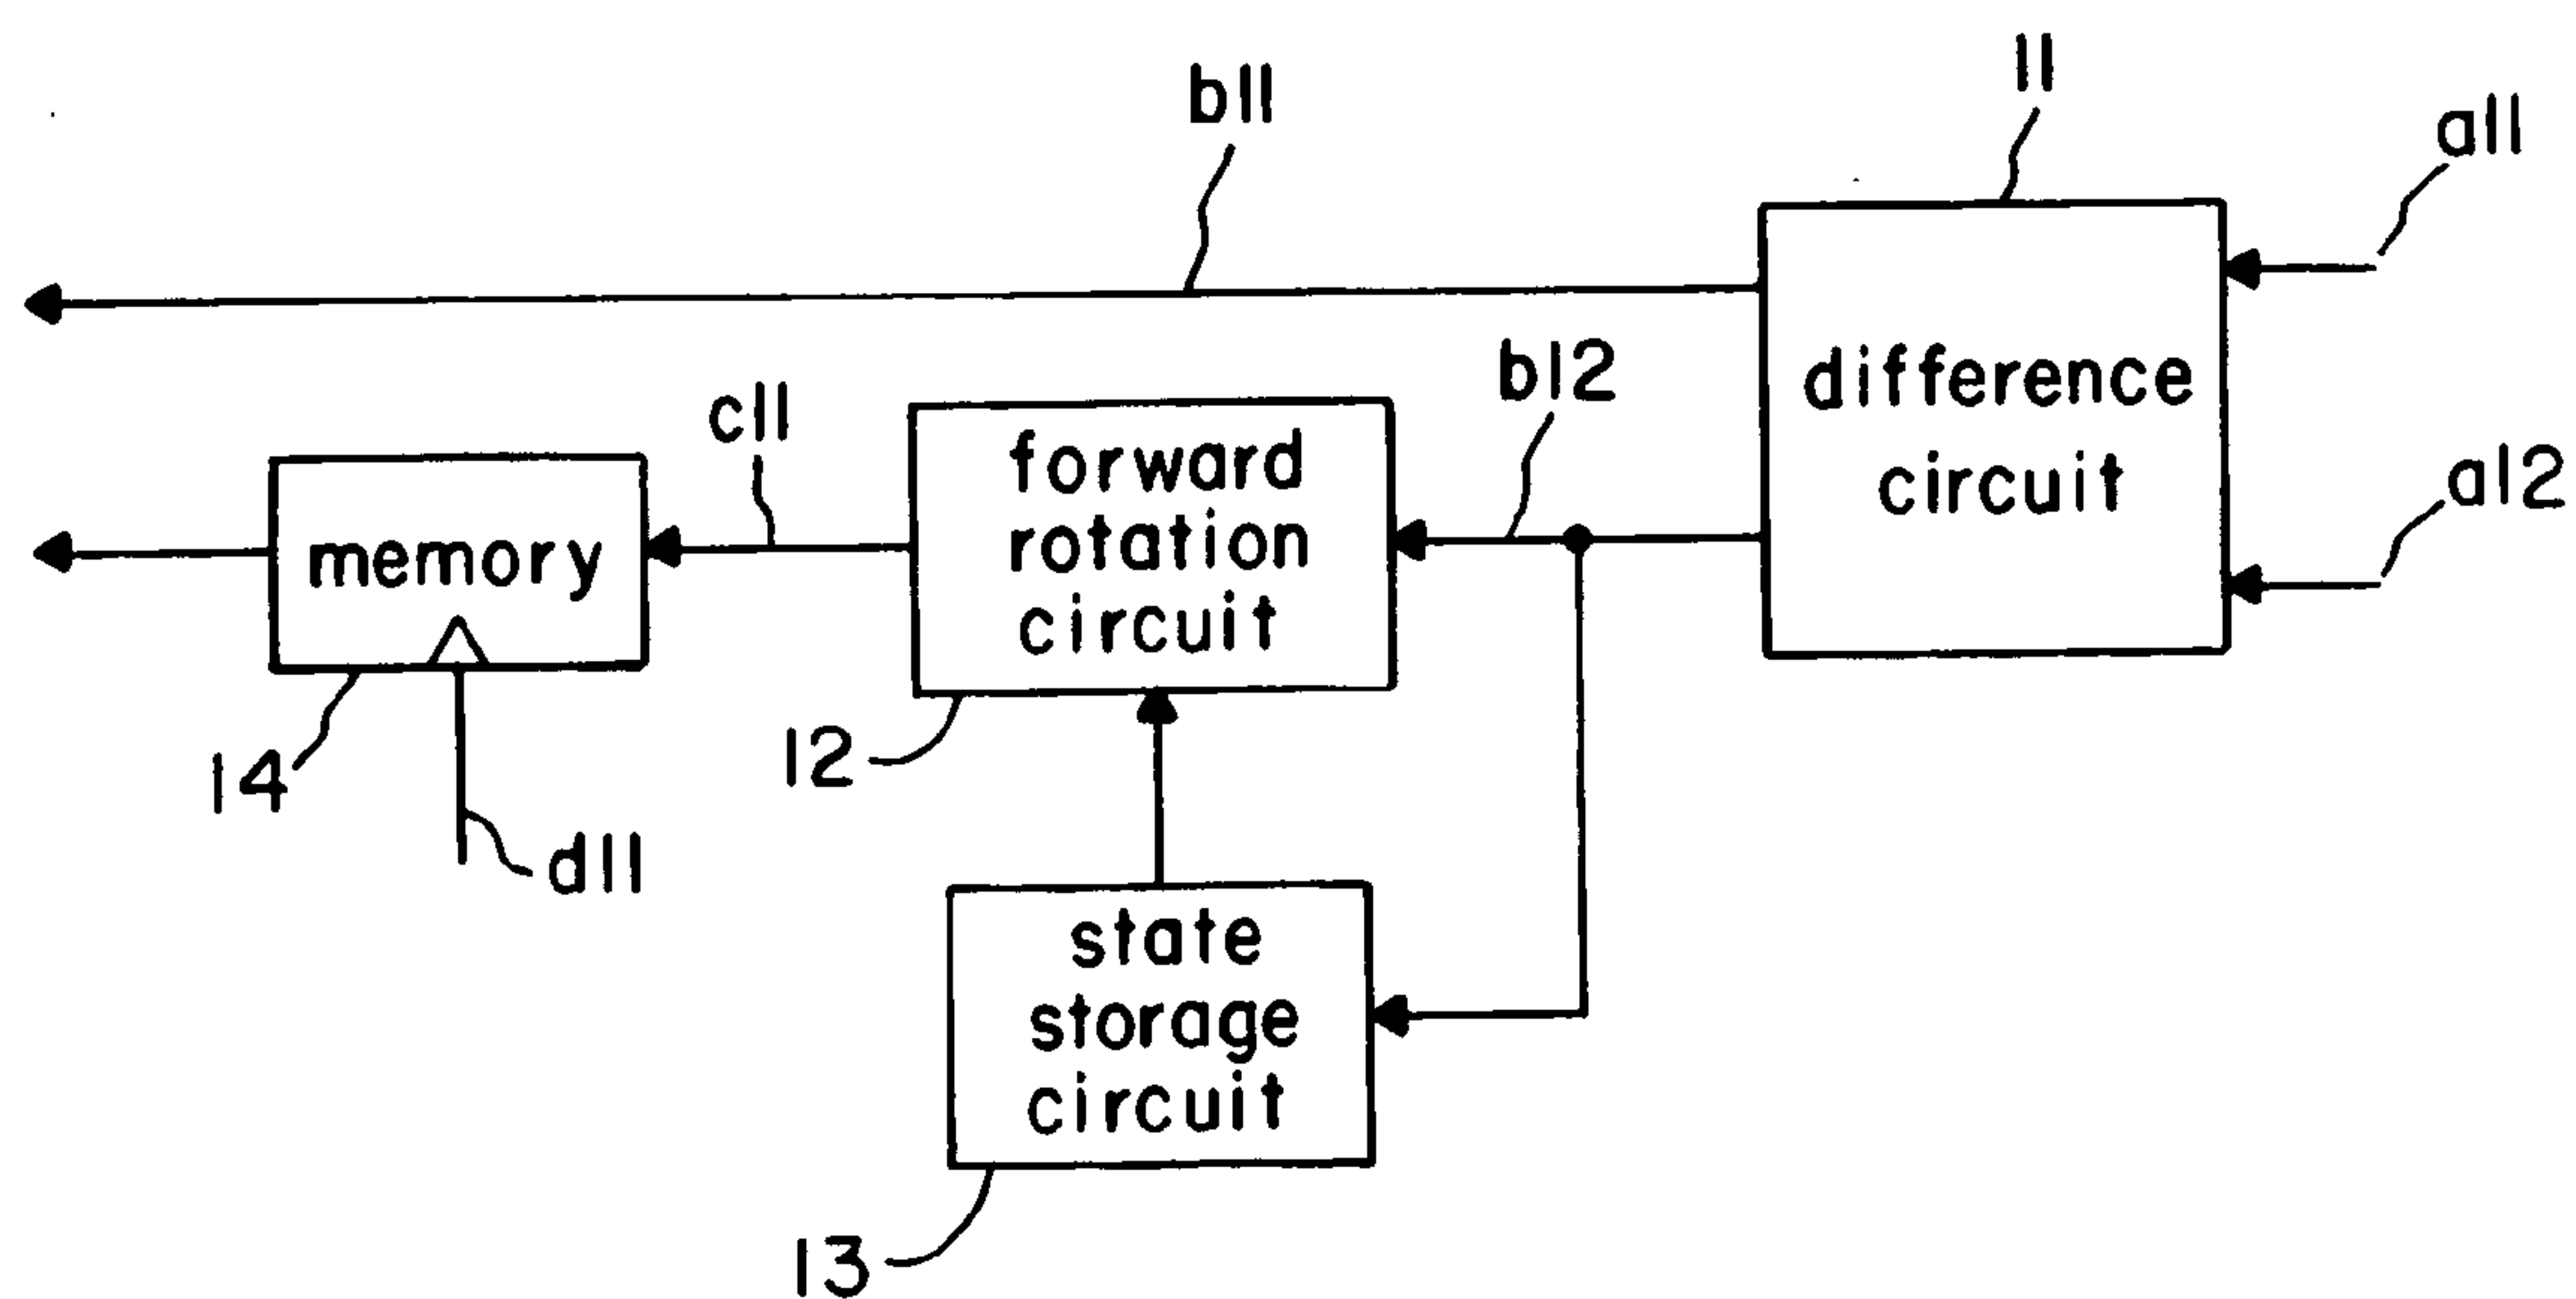 b11
11
a11
difference
circuit
b12
a12
c11
forward
rotation
circuit
memory
12
14
d11
state
storage
circuit
13